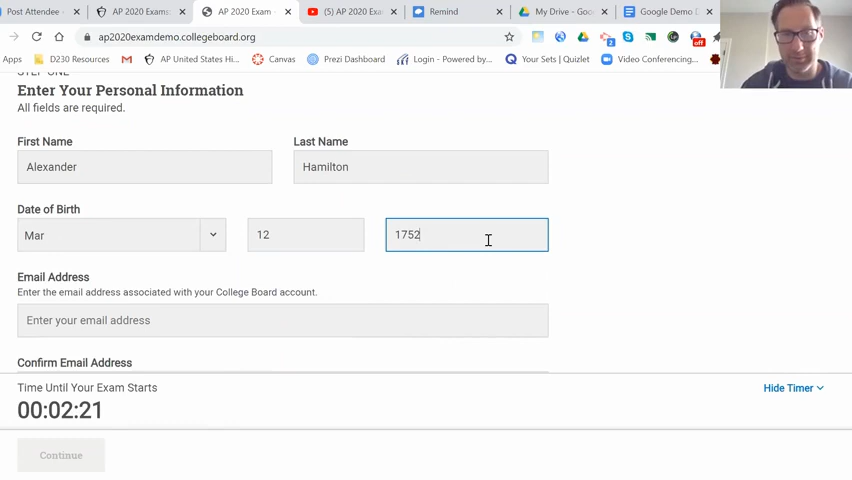 Post Attendee -
AP 2020 Exams:
AP 2020 Exam -
(5) AP 2020 Exa
Remind
My Drive - Goo
Google Demo D
ap2020examdemo.collegeboard.org
Apps
D230 Resources
AP United States Hi...
Canvas
Prezi Dashboard
Login - Powered by...
Your Sets | Quizlet
Video Conferencing...
2
off
Enter Your Personal Information
All fields are required.
First Name Last Name
Alexander Hamilton
Date of Birth
Mar 12 1752
Email Address
Enter the email address associated with your College Board account.
Enter your email address
Confirm Email Address
Time Until Your Exam Starts Hide Timer
00:02:21
Continue